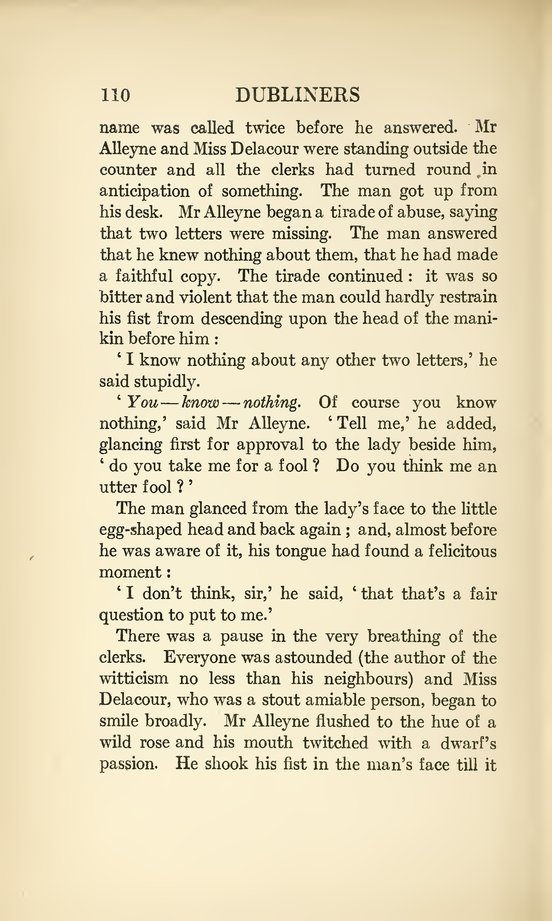 110 DUBLINERS
name was called twice before he answered. Mr
Alleyne and Miss Delacour were standing outside the
counter and all the clerks had turned round in
anticipation of something. The man got up from
his desk. Mr Alleyne began a tirade of abuse, saying
that two letters were missing. The man answered
that he knew nothing about them, that he had made
a faithful copy. The tirade continued : it was so
bitter and violent that the man could hardly restrain
his fist from descending upon the head of the mani-
kin before him :
‘ I know nothing about any other two letters,’ he
said stupidly.
‘ You — know — nothing. Of course you know
nothing,’ said Mr Alleyne. ‘ Tell me,’ he added,
glancing first for approval to the lady beside him,
‘ do you take me for a fool ? Do you think me an
utter fool ? ’
The man glanced from the lady’s face to the little
egg-shaped head and back again ; and, almost before
he was aware of it, his tongue had found a felicitous
moment :
‘ I don’t think, sir,’ he said, ‘ that that’s a fair
question to put to me.’
There was a pause in the very breathing of the
clerks. Everyone was astounded (the author of the
witticism no less than his neighbours) and Miss
Delacour, who was a stout amiable person, began to
smile broadly. Mr Alleyne flushed to the hue of a
wild rose and his mouth twitched with a dwarf’s
passion. He shook his fist in the man’s face till it